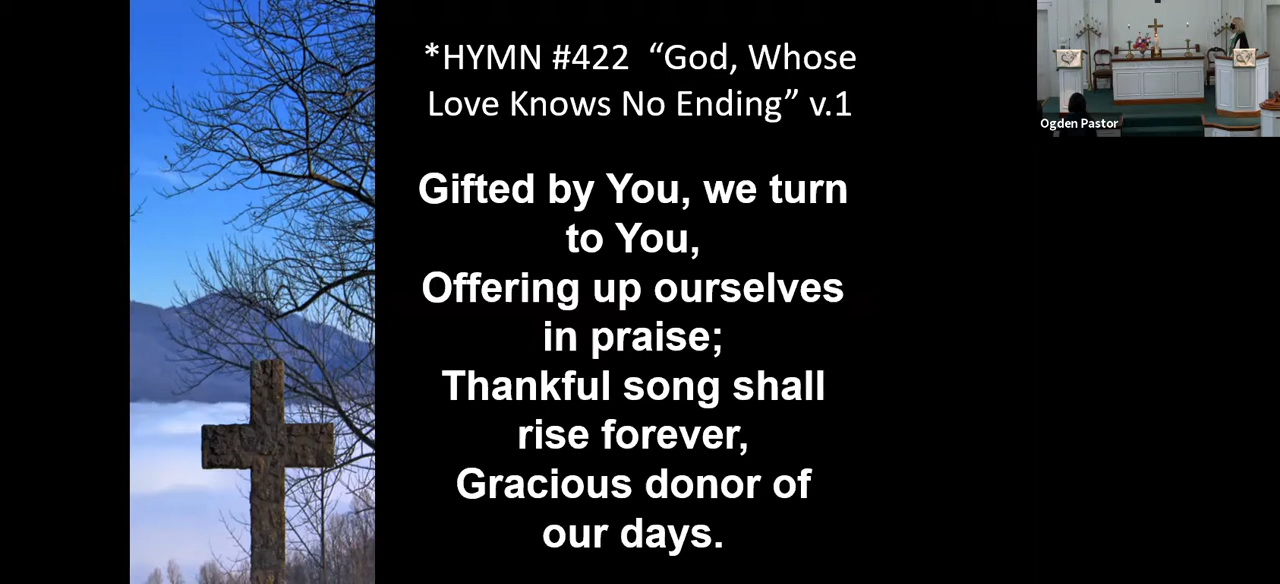 *HYMN #422 “God, Whose
Love Knows No Ending” v.1
Gifted by You, we turn
to You,
Offering up ourselves
in praise;
Thankful song shall
rise forever,
Gracious donor of
our days.
Ogden Pastor